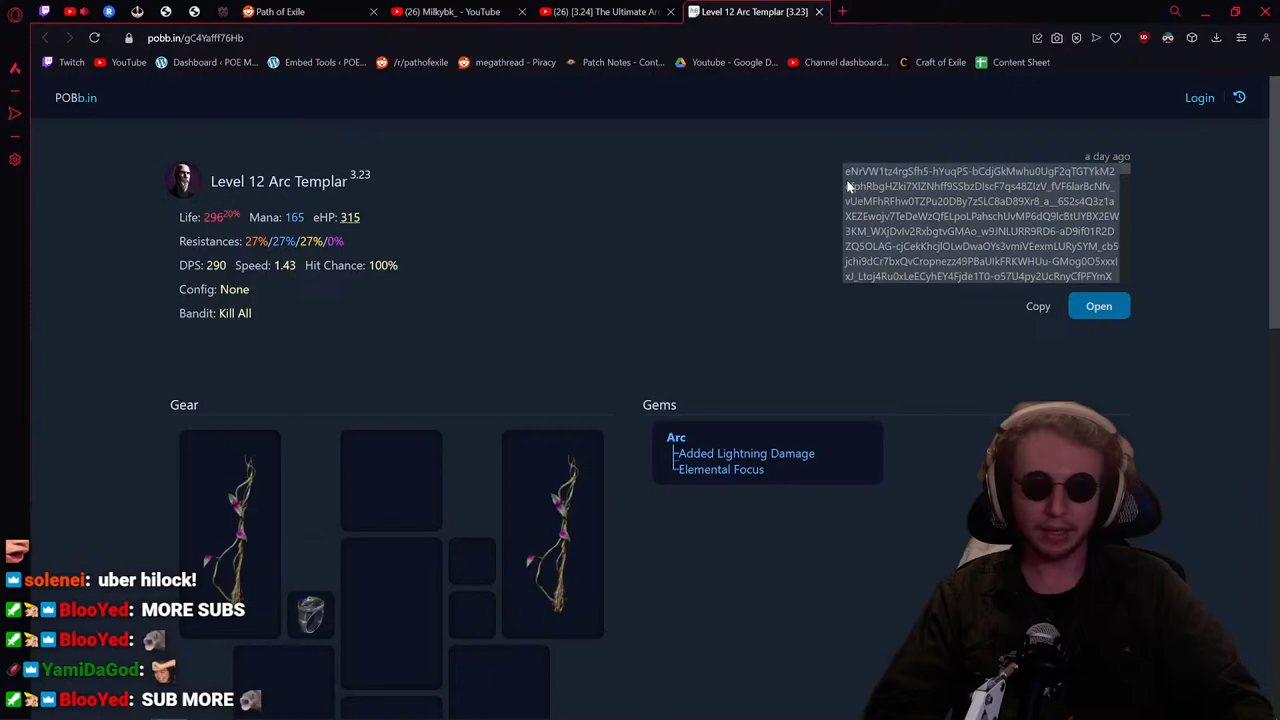 Path of Exile
(26) Milkybk_ - YouTube
(26) [3.24] The Ultimate Arc
Level 12 Arc Templar [3.23]
pobb.in/gC4Yafff76Hb
Twitch
YouTube
Dashboard ‹ POE M...
Embed Tools ‹ POE...
/r/pathofexile
megathread - Piracy
Patch Notes - Cont...
Youtube - Google D...
Channel dashboard...
Craft of Exile
Content Sheet
POBb.in
Login
a day ago
Level 12 Arc Templar 3.23
Life: 296 20% Mana: 165 eHP: 315
Resistances: 27%/27%/27%/0%
DPS: 290 Speed: 1.43 Hit Chance: 100%
Config: None
Bandit: Kill All
Copy
Open
Gear
Gems
Arc
Added Lightning Damage
Elemental Focus
solenei: uber hilock!
BlooYed: MORE SUBS
BlooYed:
YamiDaGod:
BlooYed: SUB MORE